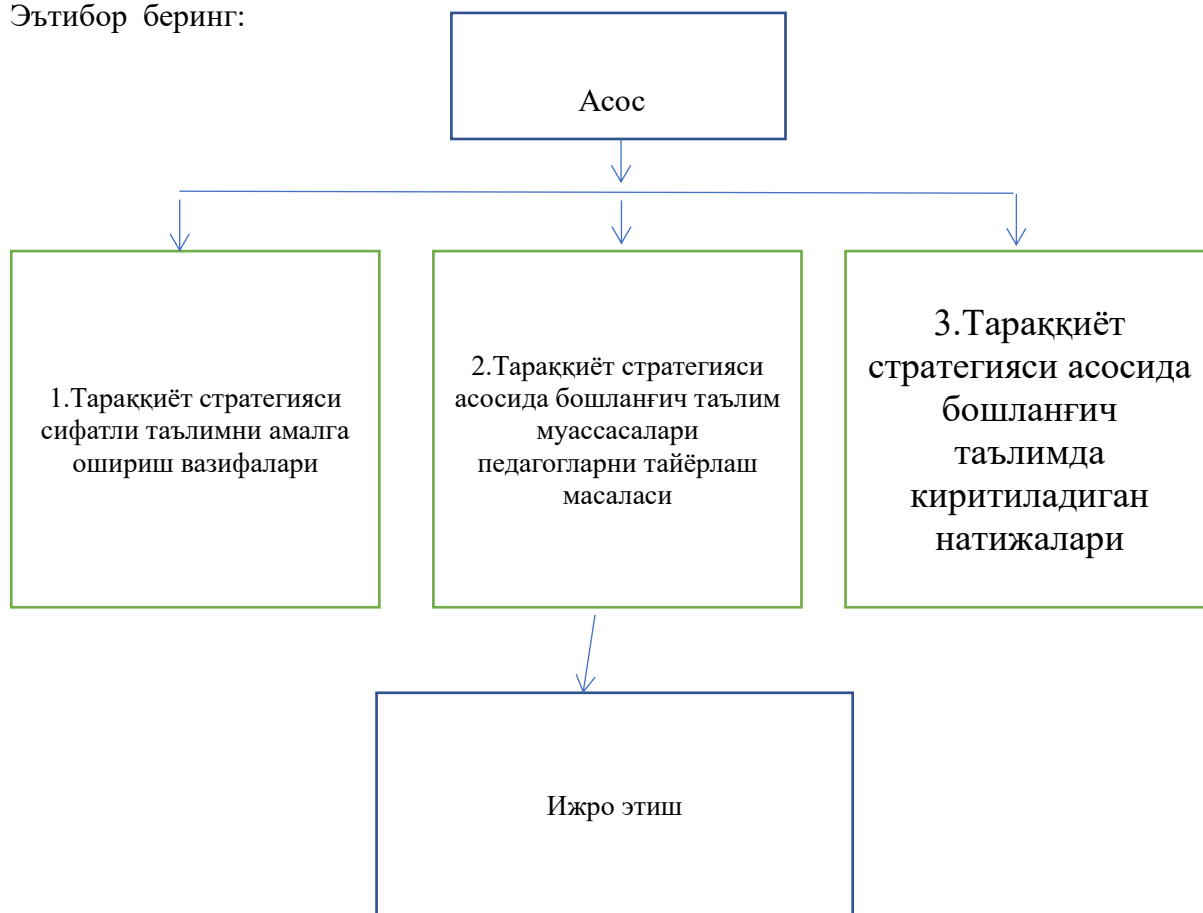 Эътибор беринг:
Асос
1.Тараққиёт стратегияси
сифатли таълимни амалга
ошириш вазифалари
2.Тараққиёт стратегияси
асосида бошланғич таълим
муассасалари
педагогларни тайёрлаш
масаласи
3.Тараққиёт
стратегияси асосида
бошланғич
таълимда
киритиладиган
натижалари
Ижро этиш